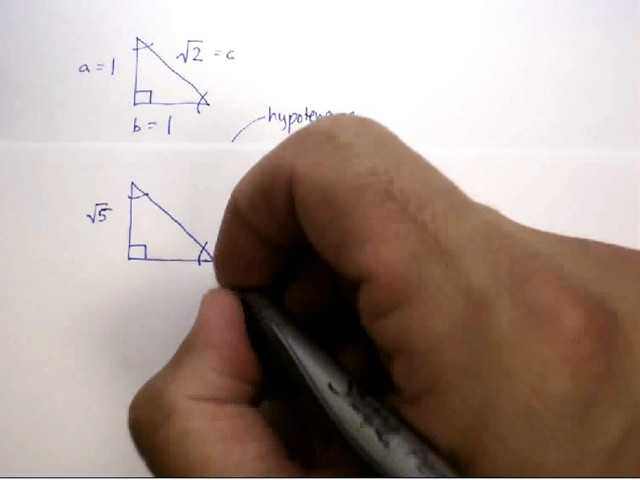 a = 1 √2 = c
b = 1
√5